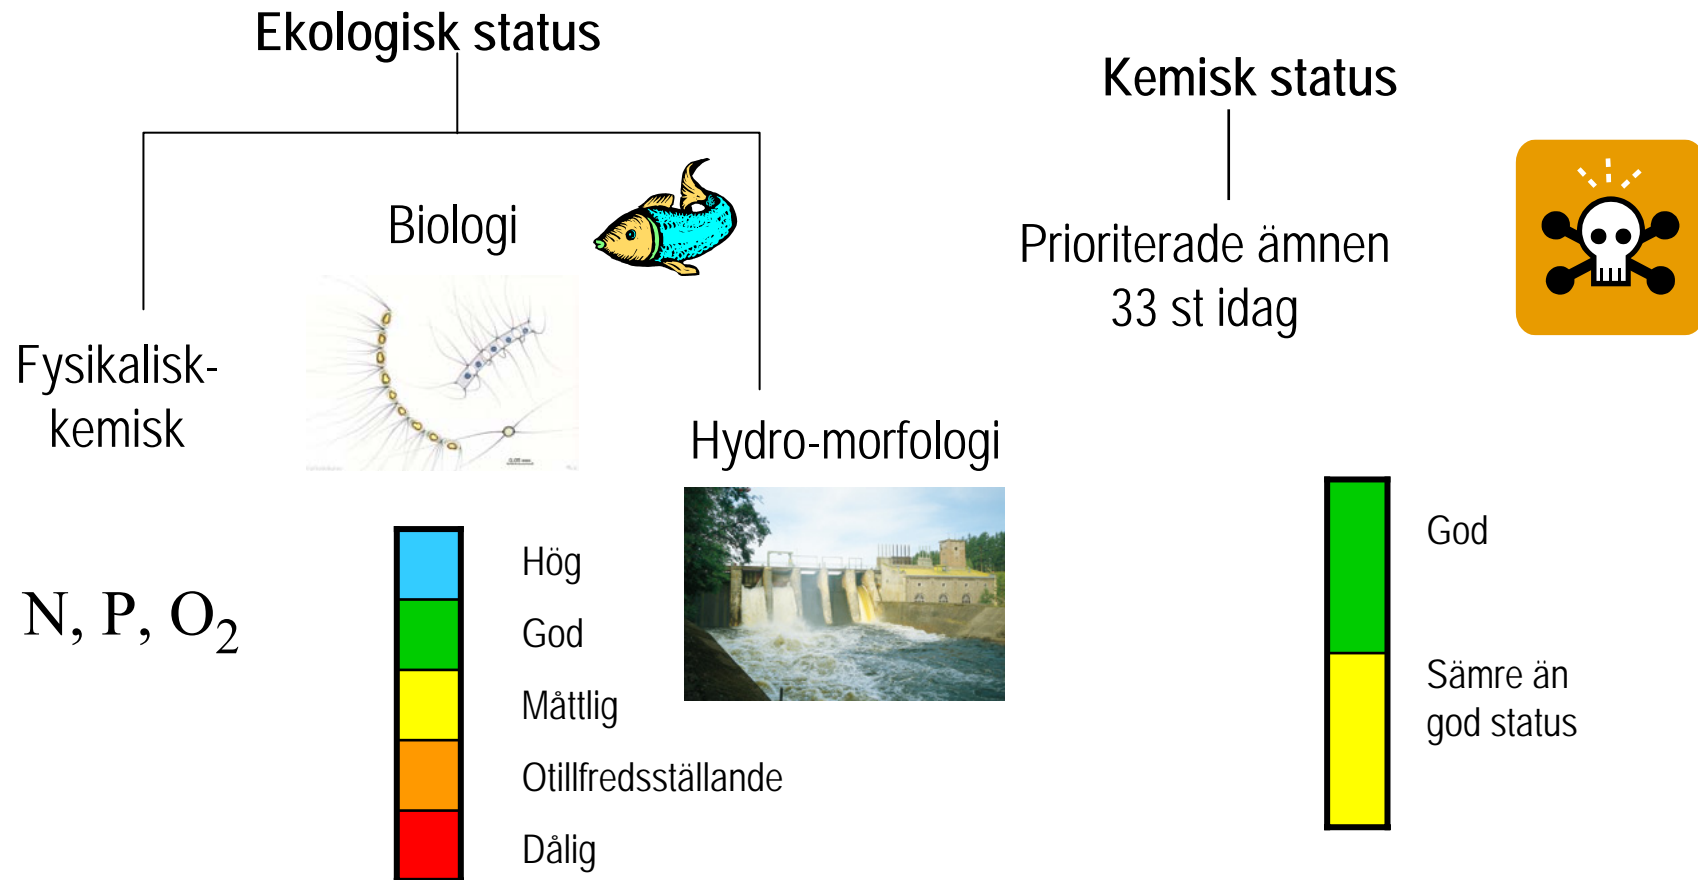 Ekologisk status
Kemisk status
Biologi
Prioriterade ämnen
33 st idag
Fysikalisk-
kemisk
Hydro-morfologi
N, P, O₂
Hög
God
Måttlig
Otillfredsställande
Dålig
God
Sämre än
god status